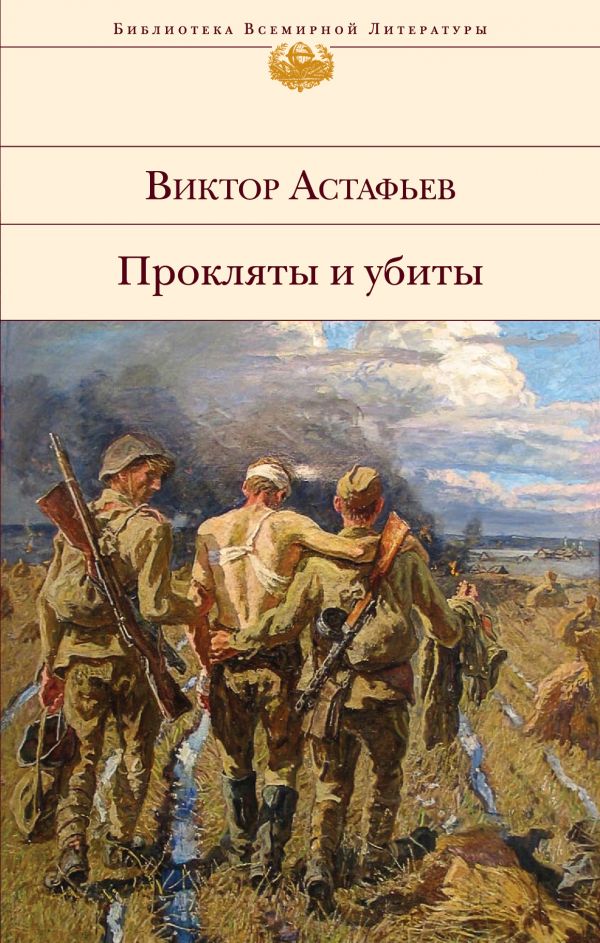 Библиотека Всемирной Литературы
Виктор Астафьев
Прокляты и убиты